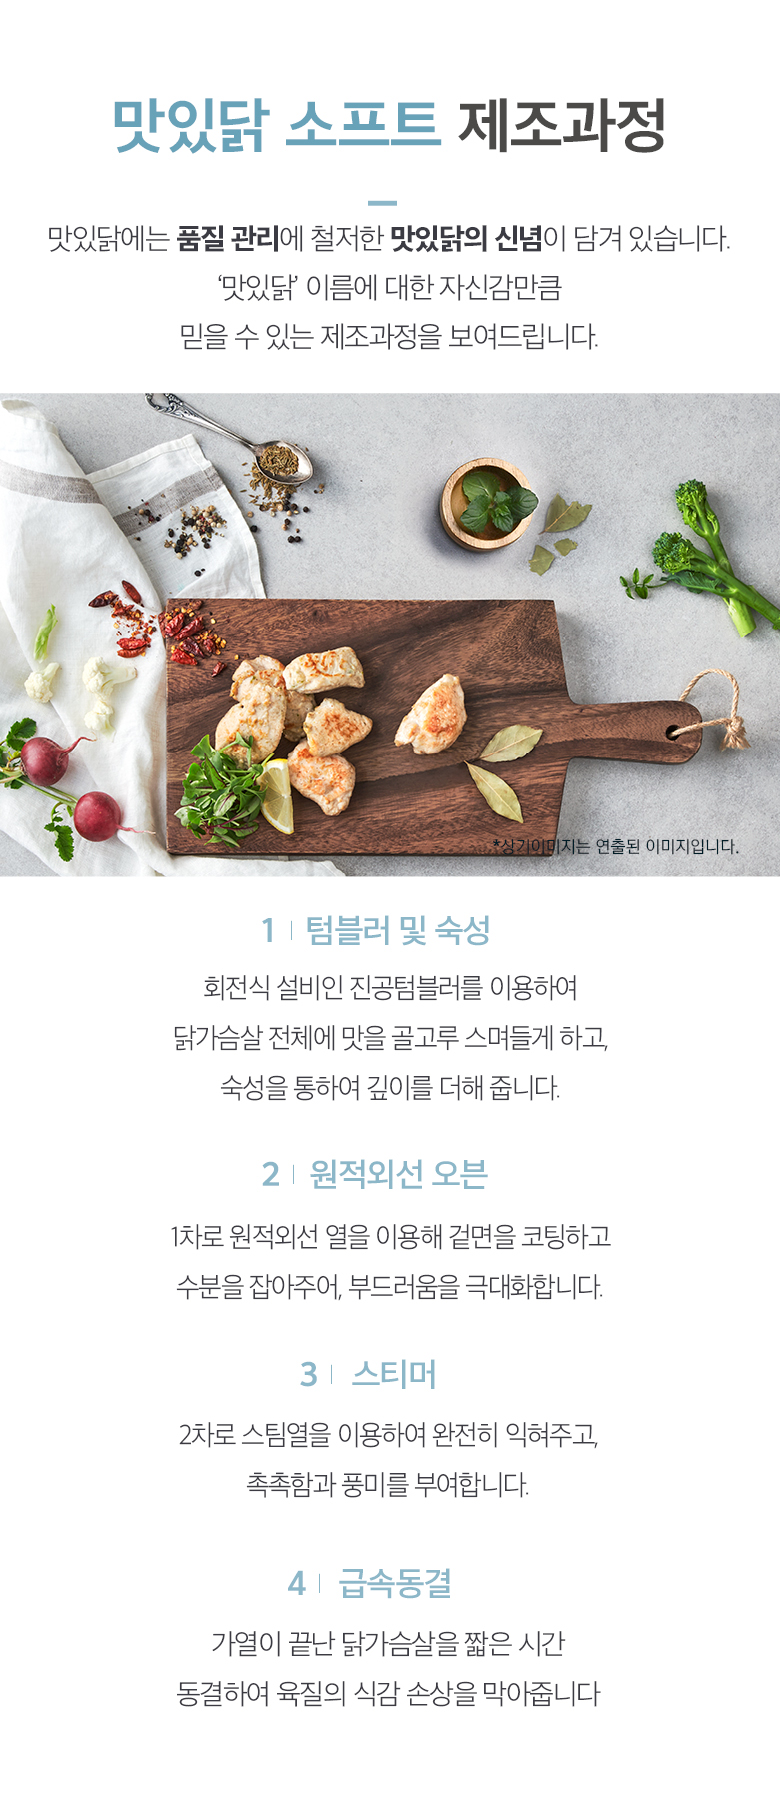 맛있닭 소프트 제조과정
맛있닭에는 품질 관리에 철저한 맛있닭의 신념이 담겨 있습니다.
‘맛있닭’ 이름에 대한 자신감만큼
믿을 수 있는 제조과정을 보여드립니다.
*상기이미지는 연출된 이미지입니다.
1 | 텀블러 및 숙성
회전식 설비인 진공텀블러를 이용하여
닭가슴살 전체에 맛을 골고루 스며들게 하고,
숙성을 통하여 깊이를 더해 줍니다.
2 | 원적외선 오븐
1차로 원적외선 열을 이용해 겉면을 코팅하고
수분을 잡아주어, 부드러움을 극대화합니다.
3 | 스티머
2차로 스팀열을 이용하여 완전히 익혀주고,
촉촉함과 풍미를 부여합니다.
4 | 급속동결
가열이 끝난 닭가슴살을 짧은 시간
동결하여 육질의 식감 손상을 막아줍니다